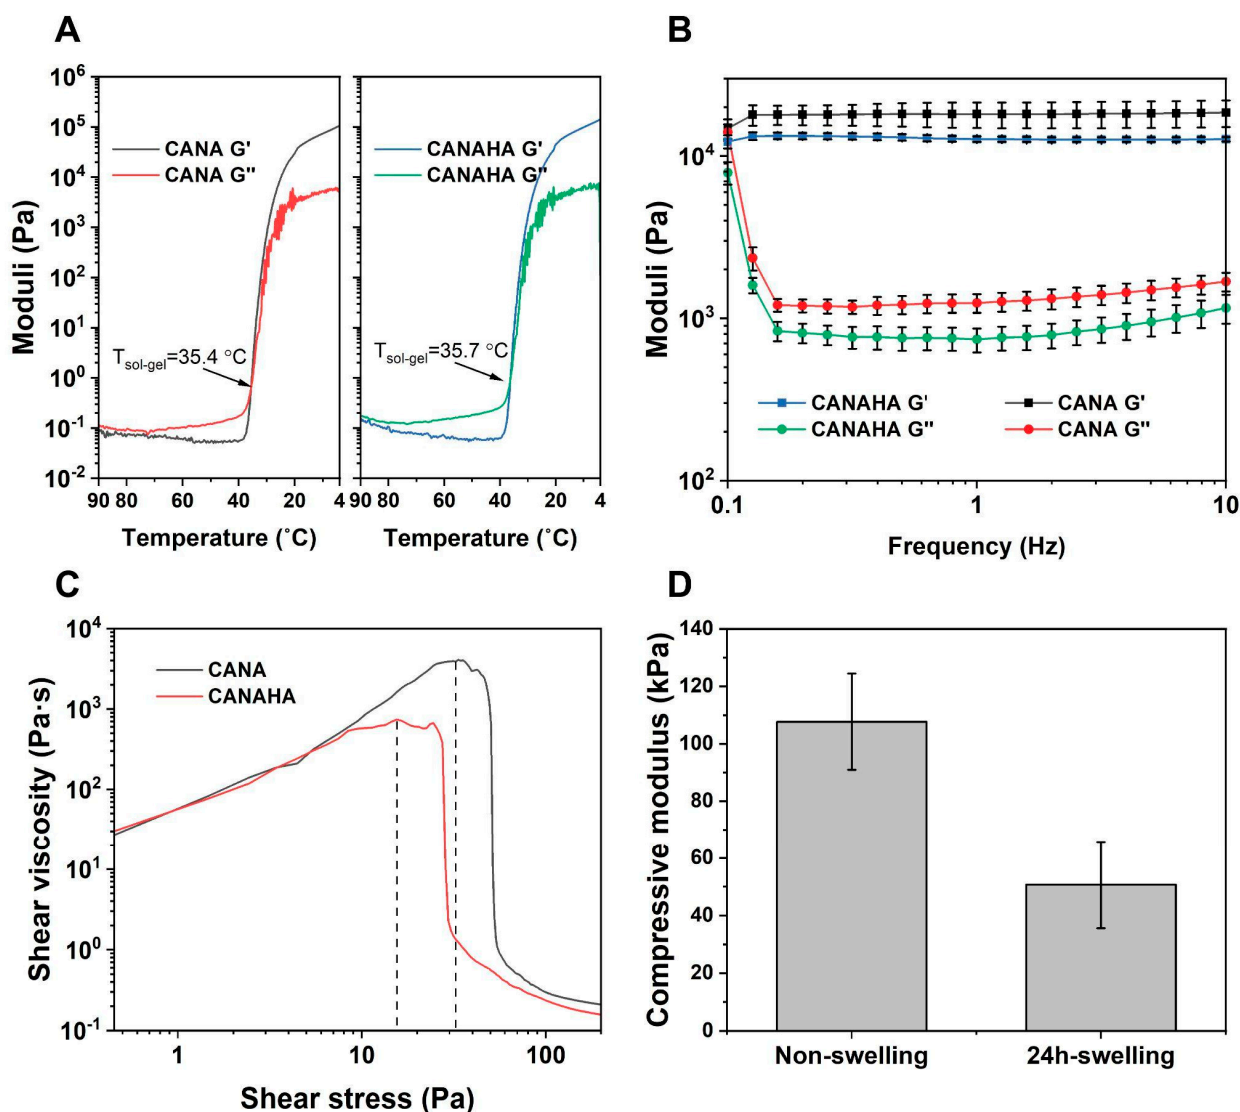 A
10^6
10^5
10^4
10^3
10^2
10^1
10^0
10^-1
10^-2
Moduli (Pa)
CANA G'
CANA G''
T_sol-gel=35.4 °C
90 80 60 40 20 4
Temperature (°C)
CANAHA G'
CANAHA G''
T_sol-gel=35.7 °C
90 80 60 40 20 4
Temperature (°C)
B
10^4
10^3
10^2
Moduli (Pa)
CANAHA G' CANA G'
CANAHA G'' CANA G''
0.1 1 10
Frequency (Hz)
C
10^4
10^3
10^2
10^1
10^0
10^-1
Shear viscosity (Pa·s)
CANA
CANAHA
1 10 100
Shear stress (Pa)
D
140
120
100
80
60
40
20
0
Compressive modulus (kPa)
Non-swelling 24h-swelling